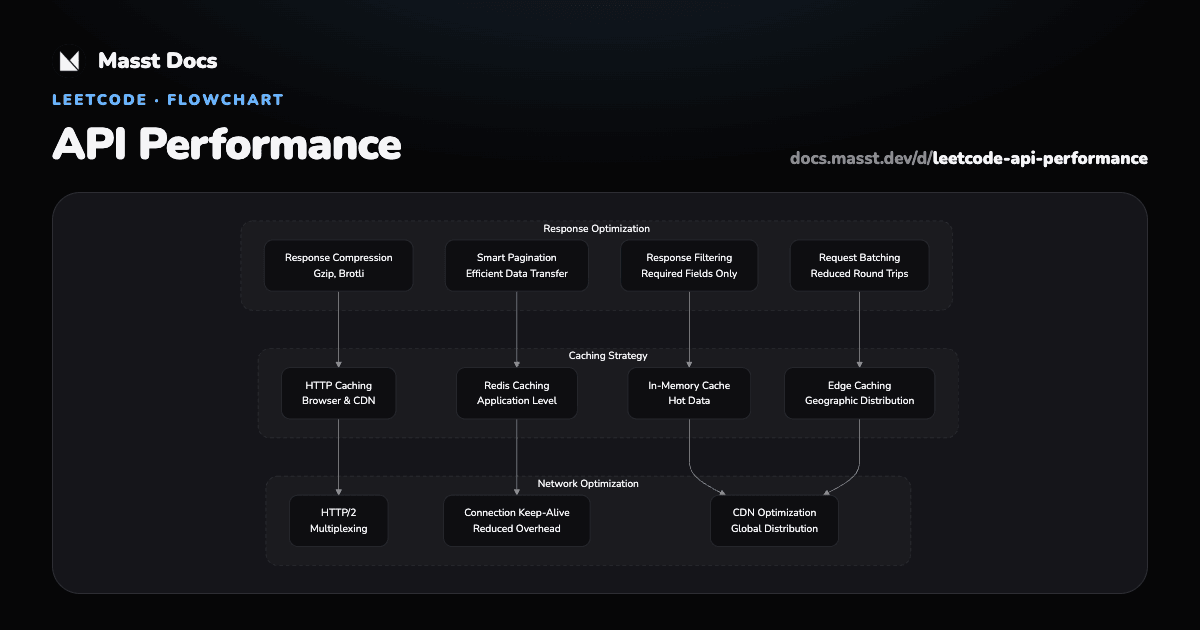 Masst Docs
LEETCODE · FLOWCHART
API Performance
docs.masst.dev/d/leetcode-api-performance
Response Optimization
Response Compression
Gzip, Brotli
Smart Pagination
Efficient Data Transfer
Response Filtering
Required Fields Only
Request Batching
Reduced Round Trips
Caching Strategy
HTTP Caching
Browser & CDN
Redis Caching
Application Level
In-Memory Cache
Hot Data
Edge Caching
Geographic Distribution
Network Optimization
HTTP/2
Multiplexing
Connection Keep-Alive
Reduced Overhead
CDN Optimization
Global Distribution